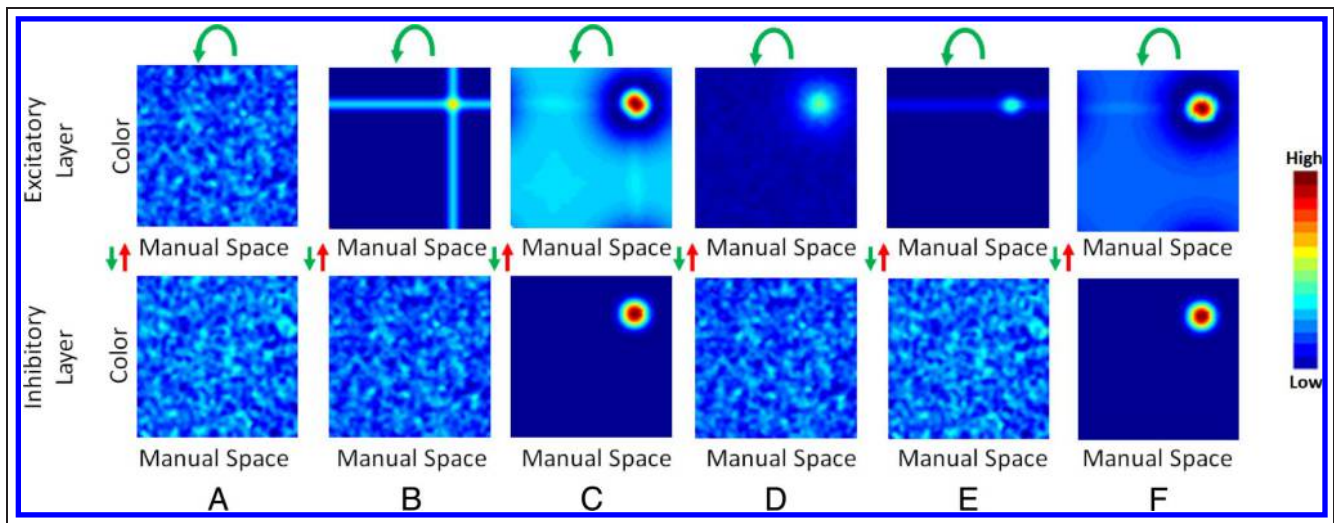 Excitatory
Layer
Color
Manual Space
Manual Space
Manual Space
Manual Space
Manual Space
Manual Space
High
Low
Inhibitory
Layer
Color
Manual Space
Manual Space
Manual Space
Manual Space
Manual Space
Manual Space
A
B
C
D
E
F